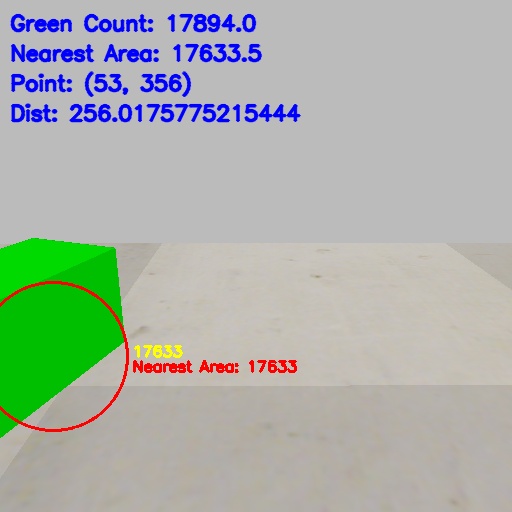 Green Count: 17894.0
Nearest Area: 17633.5
Point: (53, 356)
Dist: 256.0175775215444
17633
Nearest Area: 17633